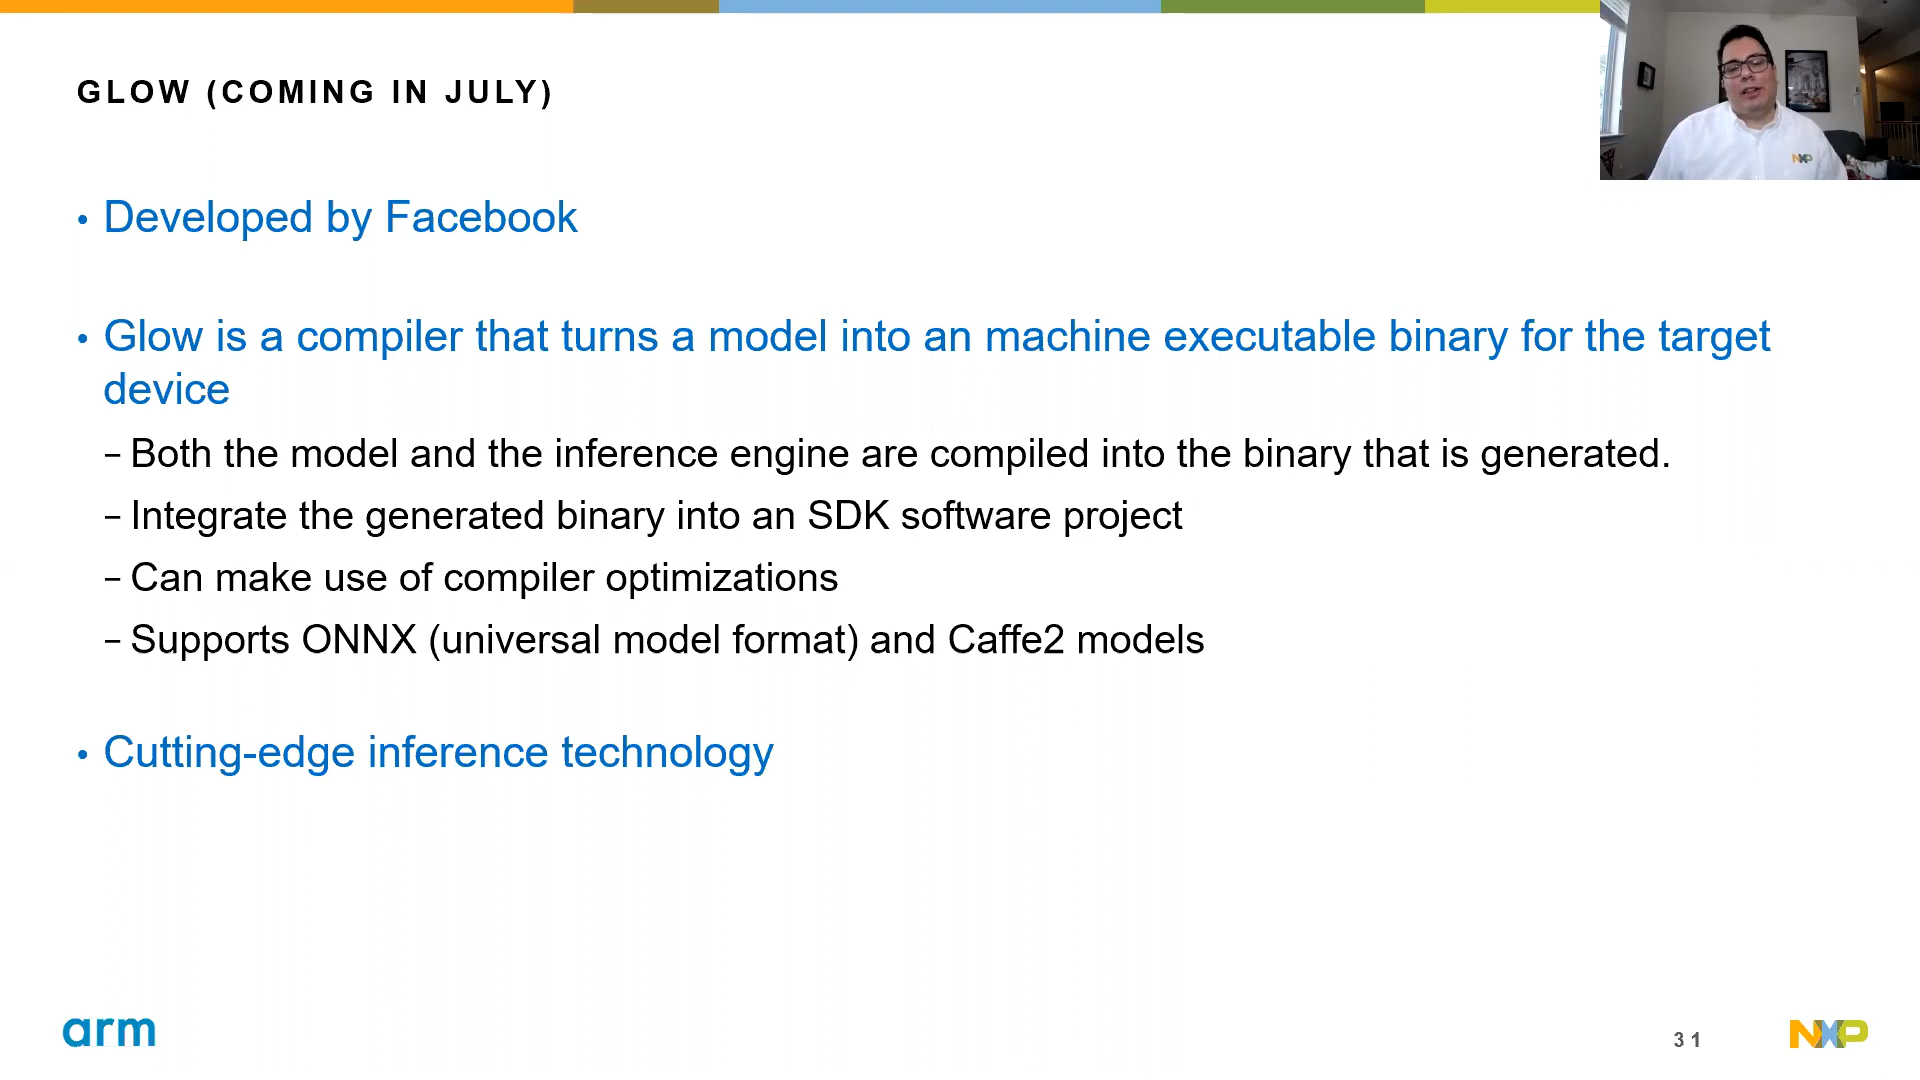 GLOW (COMING IN JULY)
• Developed by Facebook
• Glow is a compiler that turns a model into an machine executable binary for the target
device
– Both the model and the inference engine are compiled into the binary that is generated.
– Integrate the generated binary into an SDK software project
– Can make use of compiler optimizations
– Supports ONNX (universal model format) and Caffe2 models
• Cutting-edge inference technology
NXP
arm
31
NXP